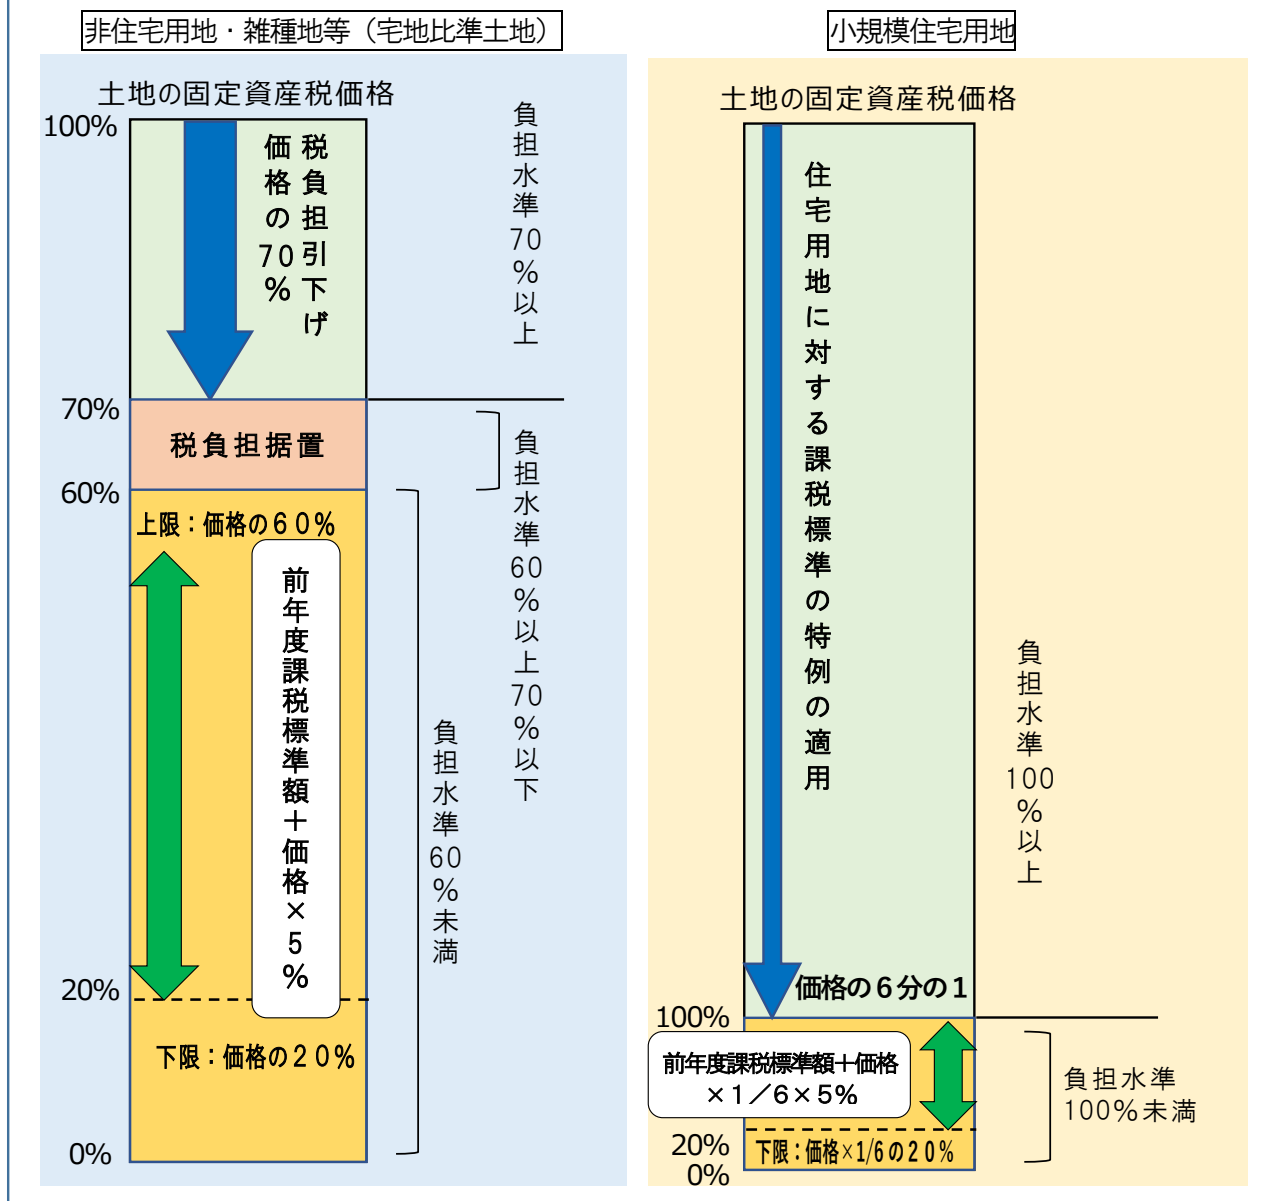 非住宅用地・雑種地等（宅地比準土地）
土地の固定資産税価格
100%
税負担引下げ
価格の70%
負担水準70%以上
70%
税負担据置
60%
負担水準60%以上70%以下
上限：価格の60%
前年度課税標準額＋価格×5%
負担水準60%未満
20%
下限：価格の20%
0%
小規模住宅用地
土地の固定資産税価格
住宅用地に対する課税標準の特例の適用
負担水準100%以上
価格の6分の1
100%
前年度課税標準額＋価格
×1／6×5%
負担水準
100%未満
20%
下限：価格×1/6の20%
0%